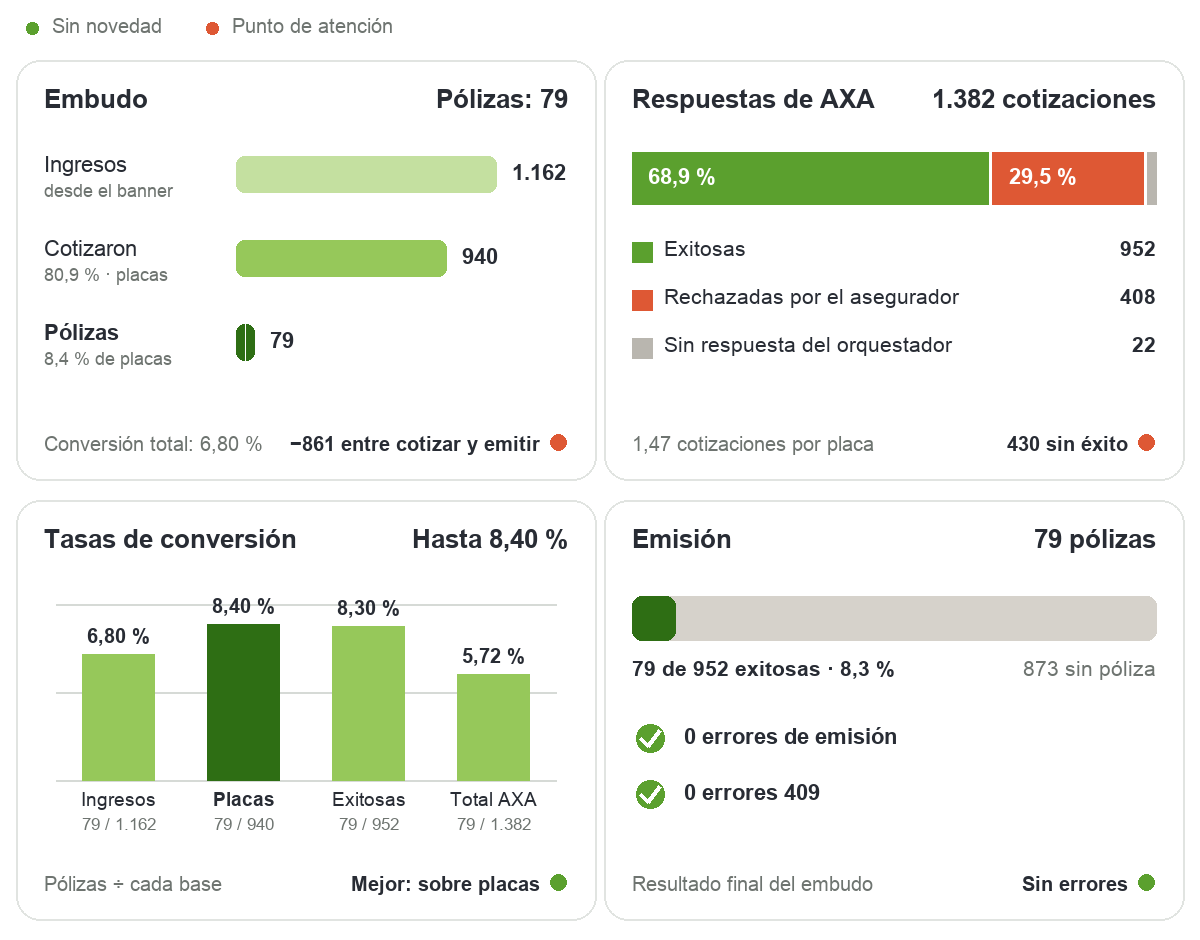 Sin novedad
Punto de atención
Embudo
Pólizas: 79
Ingresos
desde el banner
1.162
Cotizaron
80,9 % · placas
940
Pólizas
8,4 % de placas
79
Conversión total: 6,80 %
−861 entre cotizar y emitir
Respuestas de AXA
1.382 cotizaciones
68,9 %
29,5 %
Exitosas
952
Rechazadas por el asegurador
408
Sin respuesta del orquestador
22
1,47 cotizaciones por placa
430 sin éxito
Tasas de conversión
Hasta 8,40 %
6,80 %
8,40 %
8,30 %
5,72 %
Ingresos
79 / 1.162
Placas
79 / 940
Exitosas
79 / 952
Total AXA
79 / 1.382
Pólizas ÷ cada base
Mejor: sobre placas
Emisión
79 pólizas
79 de 952 exitosas · 8,3 %
873 sin póliza
0 errores de emisión
0 errores 409
Resultado final del embudo
Sin errores